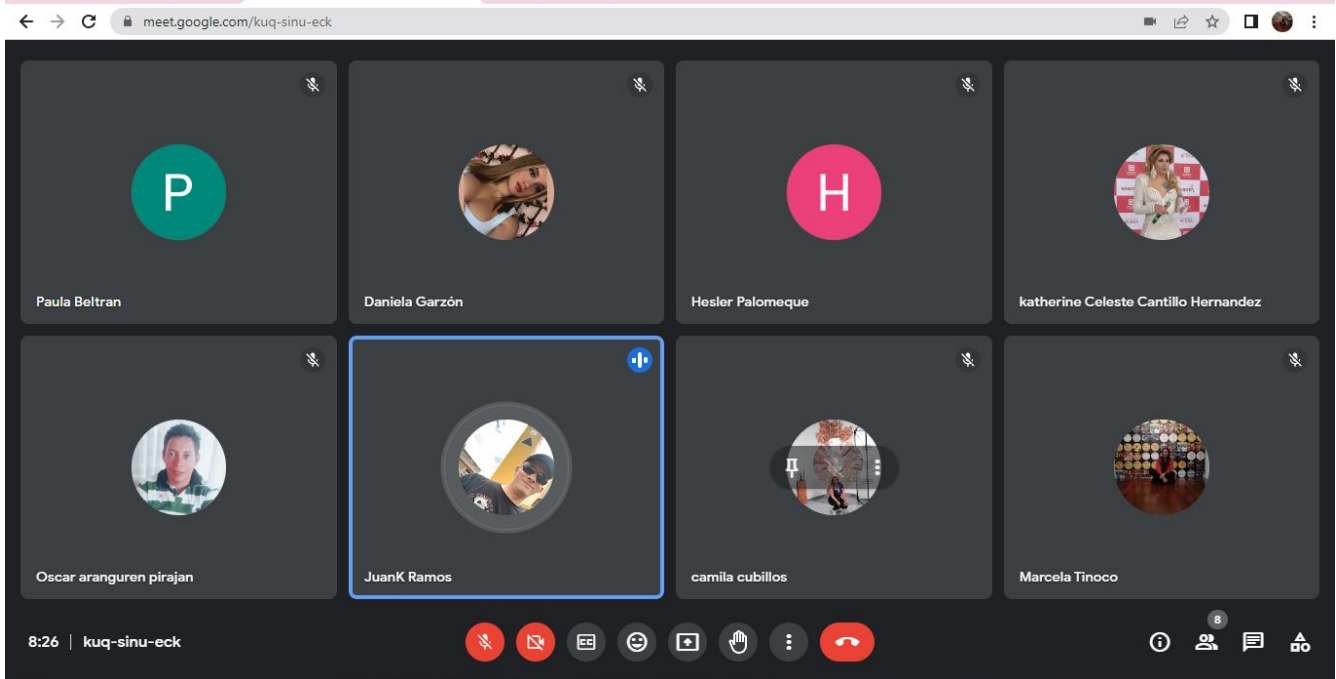 meet.google.com/kuq-sinu-eck
P
H
Paula Beltran
Daniela Garzón
Hesler Palomeque
katherine Celeste Cantillo Hernandez
Oscar aranguren pirajan
JuanK Ramos
camila cubillos
Marcela Tinoco
8:26 | kuq-sinu-eck
CC
8